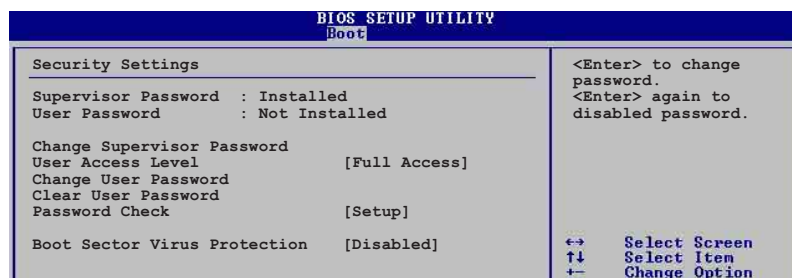 BIOS SETUP UTILITY
Boot
Security Settings
Supervisor Password : Installed
User Password : Not Installed
Change Supervisor Password
User Access Level [Full Access]
Change User Password
Clear User Password
Password Check [Setup]
Boot Sector Virus Protection [Disabled]
<Enter> to change
password.
<Enter> again to
disabled password.
↔ Select Screen
↑↓ Select Item
+- Change Option